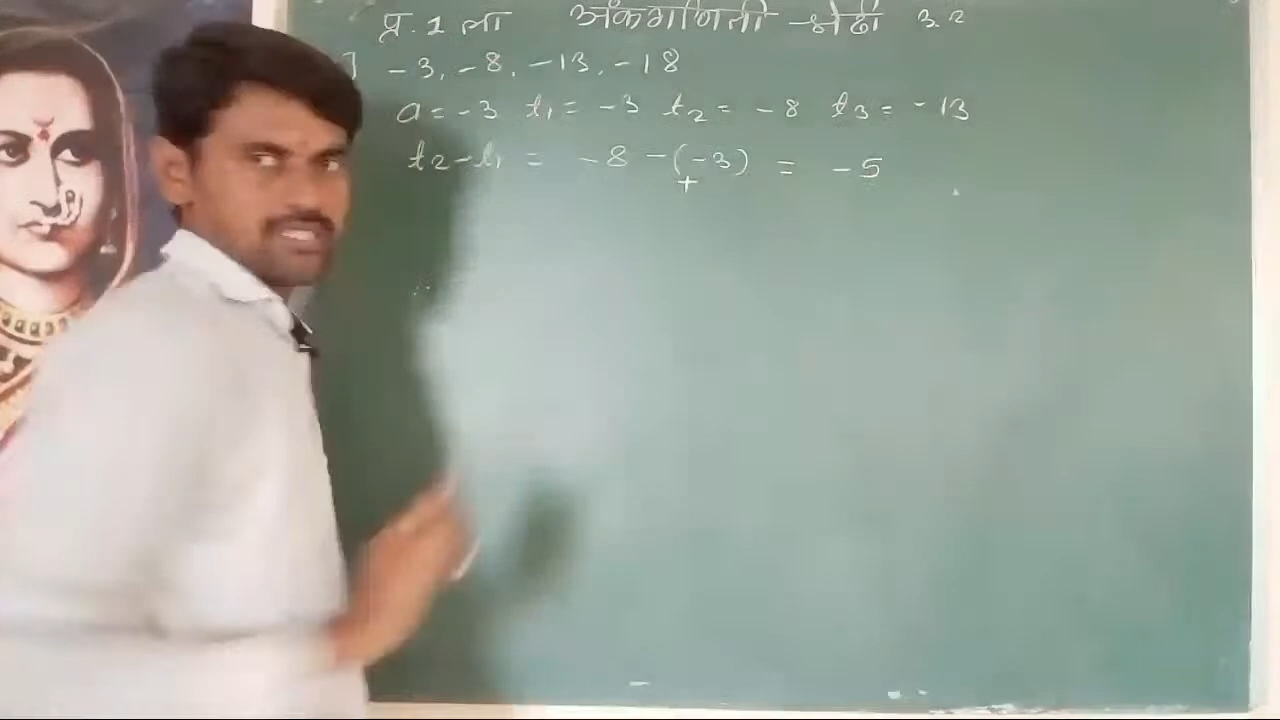 प्र. 1 ला अंकगणिती श्रेढी 3.2
-3, -8, -13, -18
a = -3 t₁ = -3 t₂ = -8 t₃ = -13
t₂ - t₁ = -8 - (-3) = -5
+